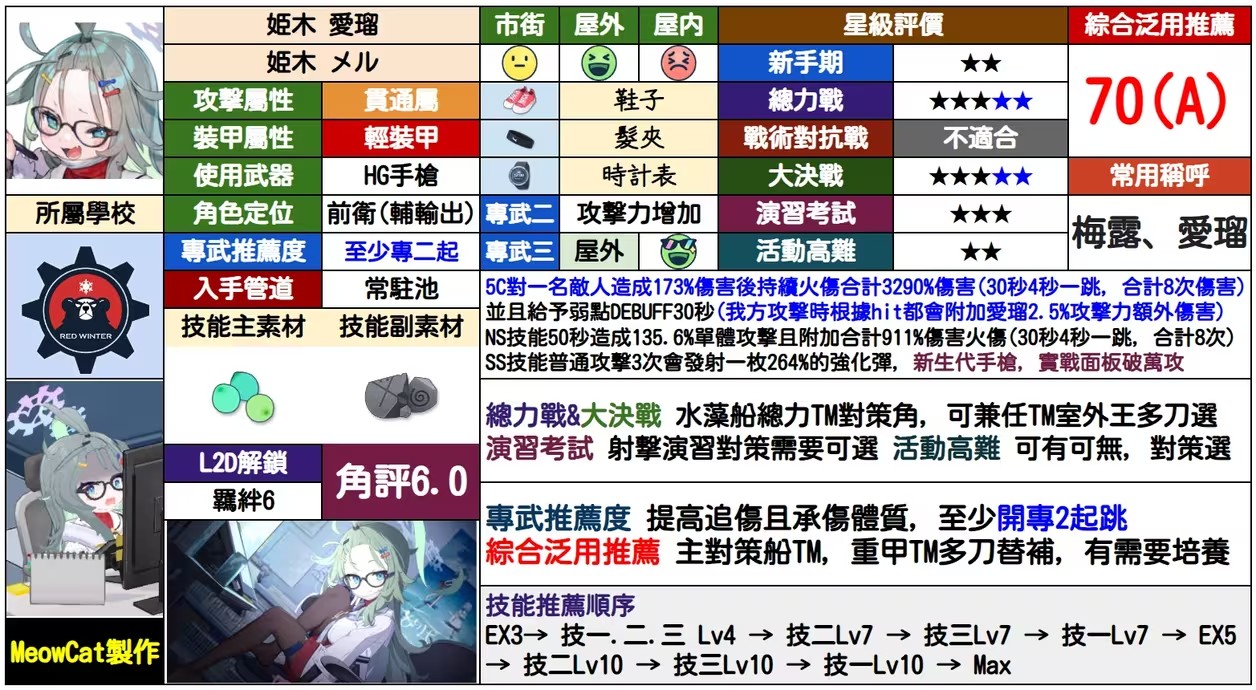 姫木 愛瑠
姫木 メル
攻擊屬性 貫通屬
裝甲屬性 輕裝甲
使用武器 HG手槍
所屬學校
角色定位 前衛(輔輸出)
專武推薦度 至少專二起
入手管道 常駐池
技能主素材 技能副素材
RED WINTER
L2D解鎖
羈絆6
角評6.0
MeowCat製作
市街 屋外 屋內
鞋子
髮夾
時計表
專武二 攻擊力增加
專武三 屋外
星級評價
新手期 ★★
總力戰 ★★★★★
戰術對抗戰 不適合
大決戰 ★★★★★
演習考試 ★★★
活動高難 ★★
綜合泛用推薦
70(A)
常用稱呼
梅露、愛瑠
5C對一名敵人造成173%傷害後持續火傷合計3290%傷害(30秒4秒一跳, 合計8次傷害)
並且給予弱點DEBUFF30秒(我方攻擊時根據hit都會附加愛瑠2.5%攻擊力額外傷害)
NS技能50秒造成135.6%單體攻擊且附加合計911%傷害火傷(30秒4秒一跳, 合計8次)
SS技能普通攻擊3次會發射一枚264%的強化彈, 新生代手槍, 實戰面板破萬攻
總力戰&大決戰 水藻船總力TM對策角, 可兼任TM室外王多刀選
演習考試 射擊演習對策需要可選 活動高難 可有可無, 對策選
專武推薦度 提高追傷且承傷體質, 至少開專2起跳
綜合泛用推薦 主對策船TM, 重甲TM多刀替補, 有需要培養
技能推薦順序
EX3→ 技一.二.三 Lv4 → 技二Lv7 → 技三Lv7 → 技一Lv7 → EX5
→ 技二Lv10 → 技三Lv10 → 技一Lv10 → Max